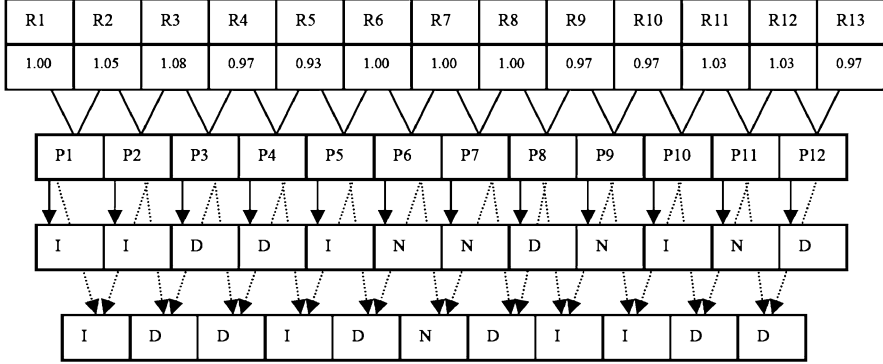 R1 R2 R3 R4 R5 R6 R7 R8 R9 R10 R11 R12 R13
1.00 1.05 1.08 0.97 0.93 1.00 1.00 1.00 0.97 0.97 1.03 1.03 0.97
P1 P2 P3 P4 P5 P6 P7 P8 P9 P10 P11 P12
I I D D I N N D N I N D
I D D I D N D I I D D